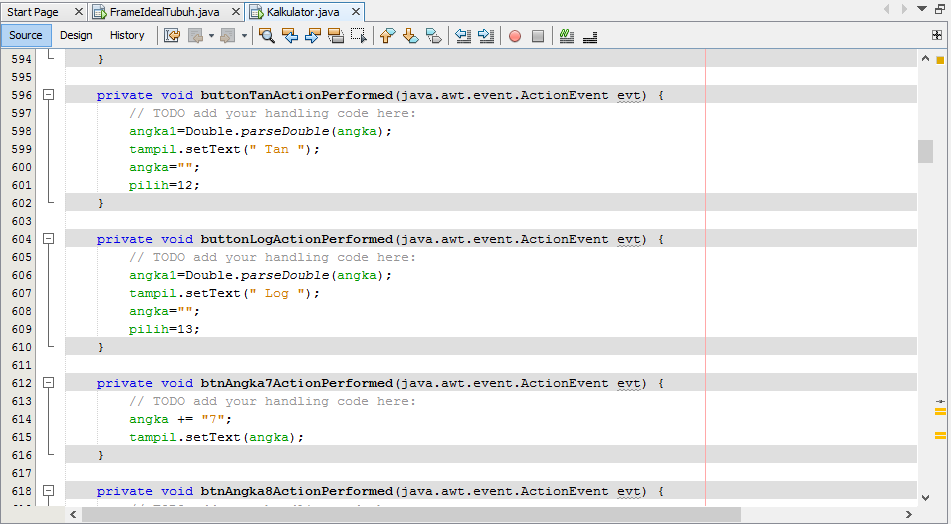 Start Page FrameIdealTubuh.java Kalkulator.java
Source Design History
594 }
595
596 private void buttonTanActionPerformed(java.awt.event.ActionEvent evt) {
597 // TODO add your handling code here:
598 angka1=Double.parseDouble(angka);
599 tampil.setText(" Tan ");
600 angka="";
601 pilih=12;
602 }
603
604 private void buttonLogActionPerformed(java.awt.event.ActionEvent evt) {
605 // TODO add your handling code here:
606 angka1=Double.parseDouble(angka);
607 tampil.setText(" Log ");
608 angka="";
609 pilih=13;
610 }
611
612 private void btnAngka7ActionPerformed(java.awt.event.ActionEvent evt) {
613 // TODO add your handling code here:
614 angka += "7";
615 tampil.setText(angka);
616 }
617
618 private void btnAngka8ActionPerformed(java.awt.event.ActionEvent evt) {